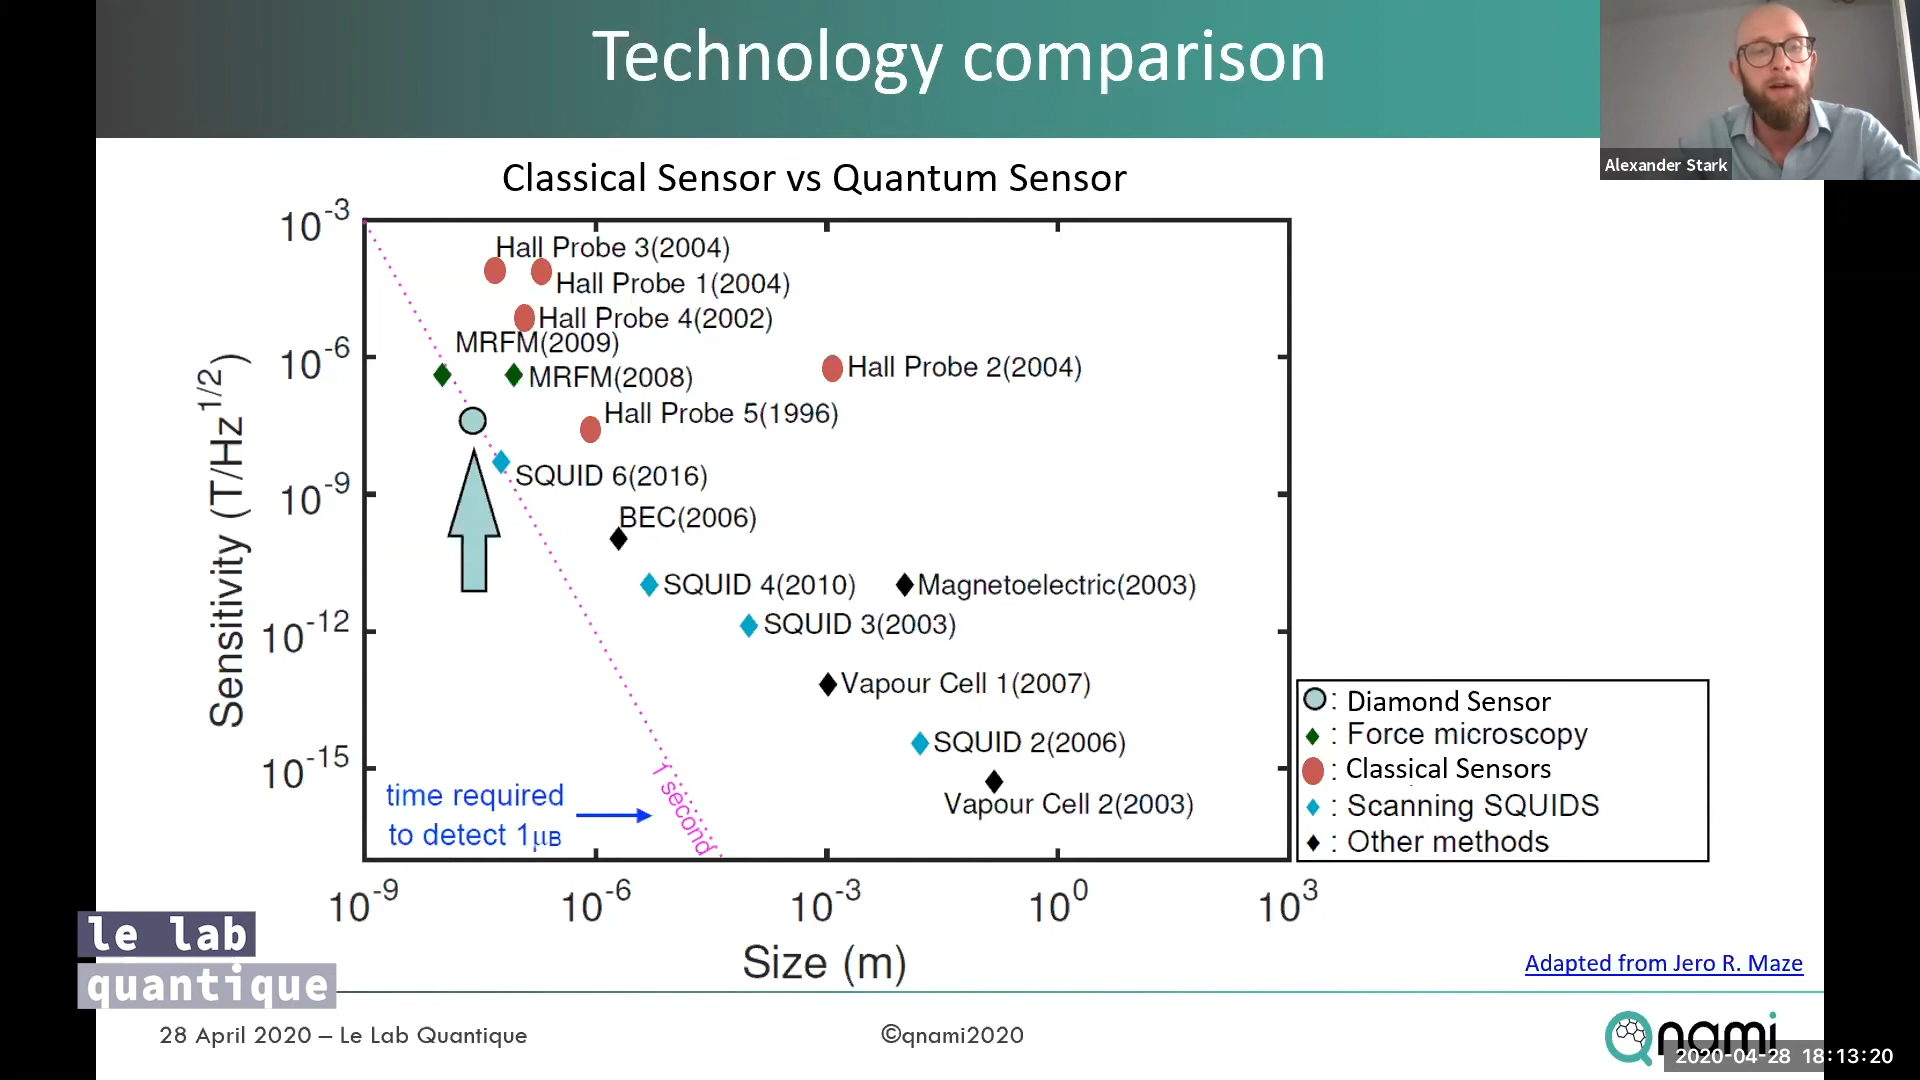 Technology comparison
Alexander Stark
Classical Sensor vs Quantum Sensor
10^-3
Hall Probe 3(2004)
Hall Probe 1(2004)
Hall Probe 4(2002)
MRFM(2009)
10^-6
Hall Probe 2(2004)
MRFM(2008)
Hall Probe 5(1996)
SQUID 6(2016)
10^-9
BEC(2006)
Sensitivity (T/Hz^1/2)
SQUID 4(2010)
Magnetoelectric(2003)
10^-12
SQUID 3(2003)
Vapour Cell 1(2007)
SQUID 2(2006)
10^-15
1 second
Vapour Cell 2(2003)
time required
to detect 1μB
: Diamond Sensor
: Force microscopy
: Classical Sensors
: Scanning SQUIDS
: Other methods
10^-9
10^-6
10^-3
10^0
10^3
Size (m)
le lab
quantique
Adapted from Jero R. Maze
28 April 2020 – Le Lab Quantique
©qnami2020
Qnami
2020-04-28 18:13:20